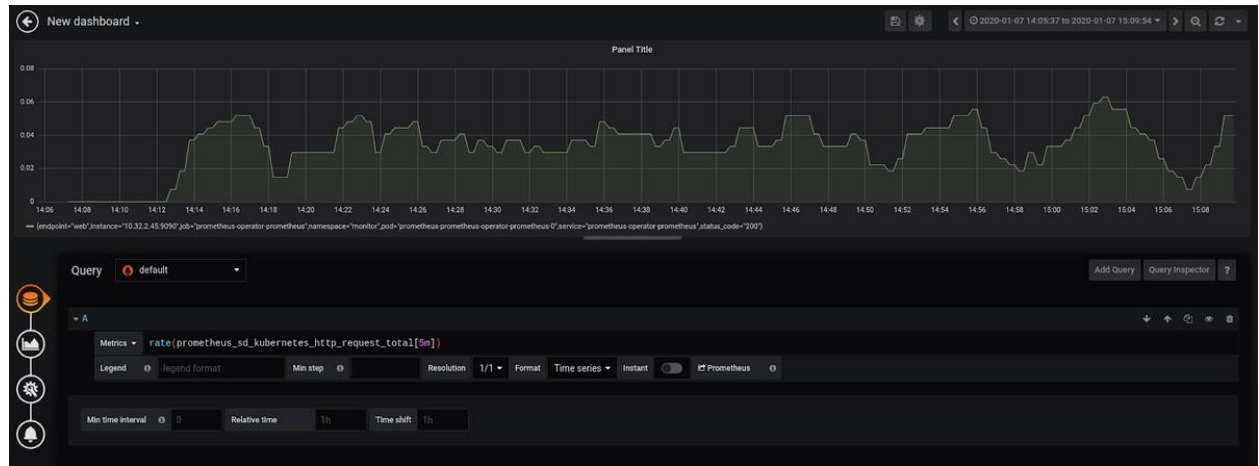 New dashboard
2020-01-07 14:05:37 to 2020-01-07 15:09:54
Panel Title
0.08
0.06
0.04
0.02
0
14:06 14:08 14:10 14:12 14:14 14:16 14:18 14:20 14:22 14:24 14:26 14:28 14:30 14:32 14:34 14:36 14:38 14:40 14:42 14:44 14:46 14:48 14:50 14:52 14:54 14:56 14:58 15:00 15:02 15:04 15:06 15:08
{endpoint="web",instance="10.32.2.45:9090",job="prometheus-operator-prometheus",namespace="monitor",pod="prometheus-prometheus-operator-prometheus-0",service="prometheus-operator-prometheus",status_code="200"}
Query default Add Query Query Inspector ?
A
Metrics rate(prometheus_sd_kubernetes_http_request_total[5m])
Legend legend format Min step Resolution 1/1 Format Time series Instant Prometheus
Min time interval 0 Relative time 1h Time shift 1h